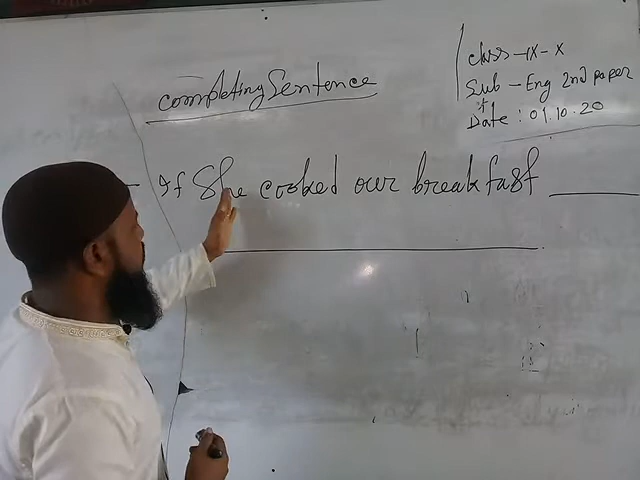 Class - IX - X
Sub - Eng 2nd paper
Date : 01.10.20
Completing Sentence
If She cooked our breakfast